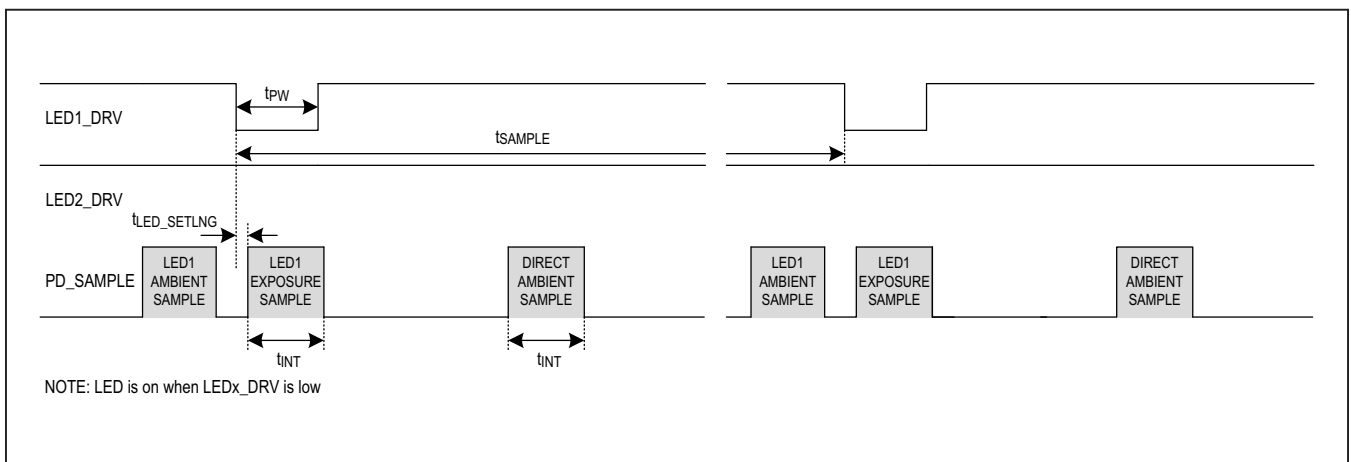 LED1_DRV
tPW
tSAMPLE
LED2_DRV
tLED_SETLNG
PD_SAMPLE
LED1
AMBIENT
SAMPLE
LED1
EXPOSURE
SAMPLE
DIRECT
AMBIENT
SAMPLE
LED1
AMBIENT
SAMPLE
LED1
EXPOSURE
SAMPLE
DIRECT
AMBIENT
SAMPLE
tINT
tINT
NOTE: LED is on when LEDx_DRV is low